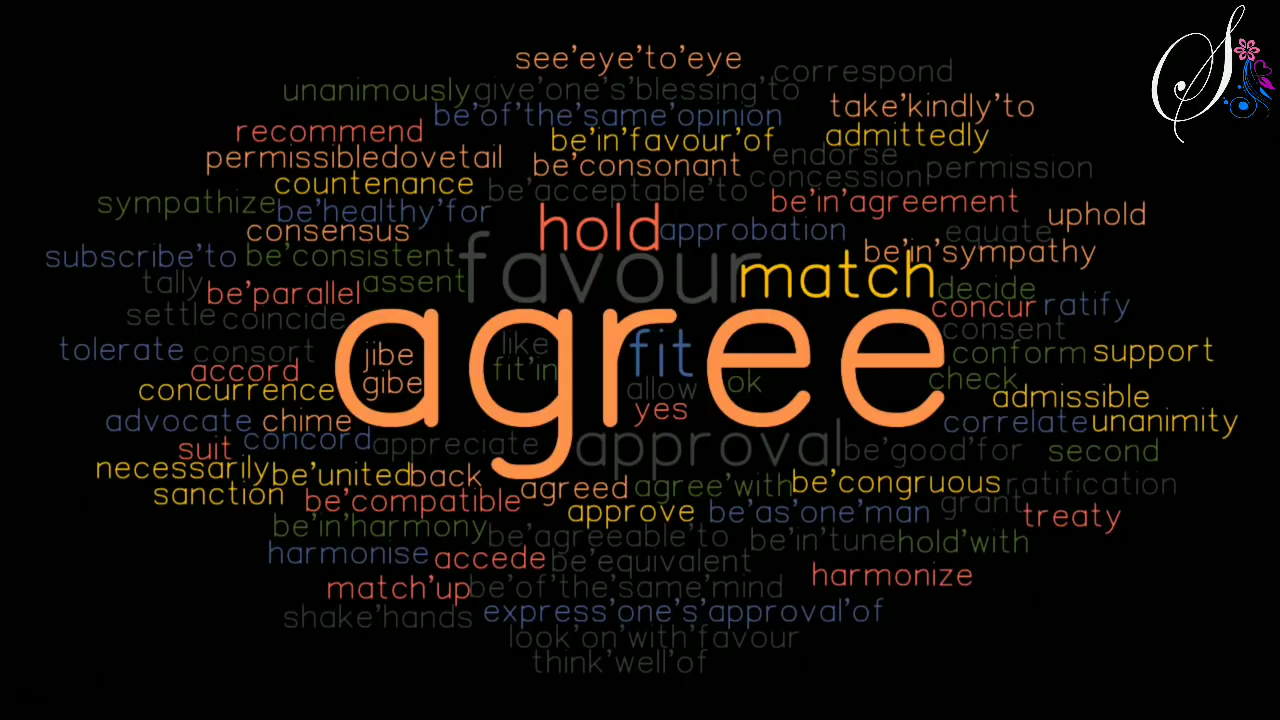 see'eye'to'eye
correspond
unanimously give'one's'blessing'to
take'kindly'to
be'of'the'same'opinion
recommend
be'in'favour'of
admittedly
permissible dovetail
be'consonant
endorse
permission
countenance
be'acceptable'to
concession
sympathize
be'healthy'for
be'in'agreement
uphold
hold
consensus
approbation
equate
subscribe'to
be'consistent
be'in'sympathy
favour
match
tally
assent
be'parallel
decide
concur
ratify
settle
coincide
consent
agree
like
fit
tolerate
consort
jibe
conform
support
accord
fit'in
ok
check
concurrence
gibe
allow
admissible
yes
advocate
chime
correlate
unanimity
suit
concord
appreciate
approval
be'good'for
second
necessarily
be'united
back
sanction
agreed
agree'with
be'congruous
ratification
be'compatible
approve
be'as'one'man
grant
treaty
be'in'harmony
be'agreeable'to
be'in'tune
hold'with
harmonise
accede
be'equivalent
match'up
be'of'the'same'mind
harmonize
shake'hands
express'one's'approval'of
look'on'with'favour
think'well'of
S